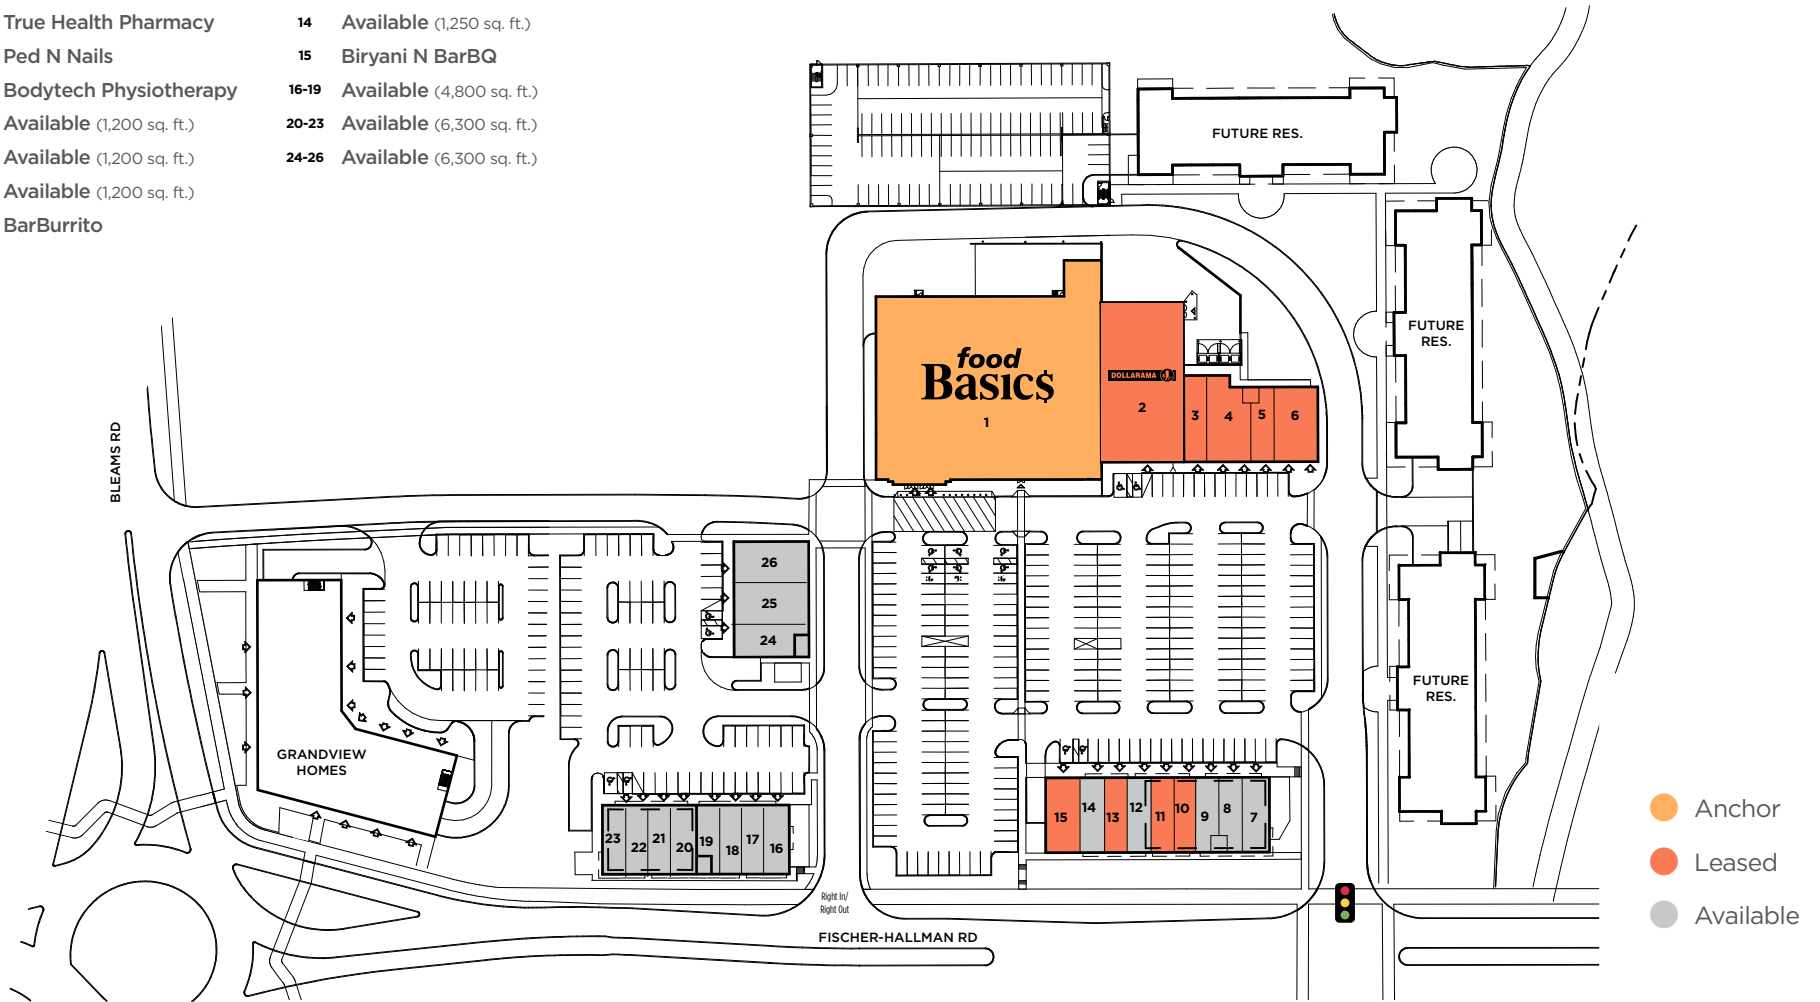 True Health Pharmacy
Ped N Nails
Bodytech Physiotherapy
Available (1,200 sq. ft.)
Available (1,200 sq. ft.)
Available (1,200 sq. ft.)
BarBurrito
14 Available (1,250 sq. ft.)
15 Biryani N BarBQ
16-19 Available (4,800 sq. ft.)
20-23 Available (6,300 sq. ft.)
24-26 Available (6,300 sq. ft.)
FUTURE RES.
FUTURE
RES.
food
Basic$
1
DOLLARAMA
2
3
4
5
6
BLEAMS RD
26
25
24
FUTURE
RES.
GRANDVIEW
HOMES
23
22
21
20
19
18
17
16
15
14
13
12
11
10
9
8
7
Anchor
Leased
Available
Right In/
Right Out
FISCHER-HALLMAN RD